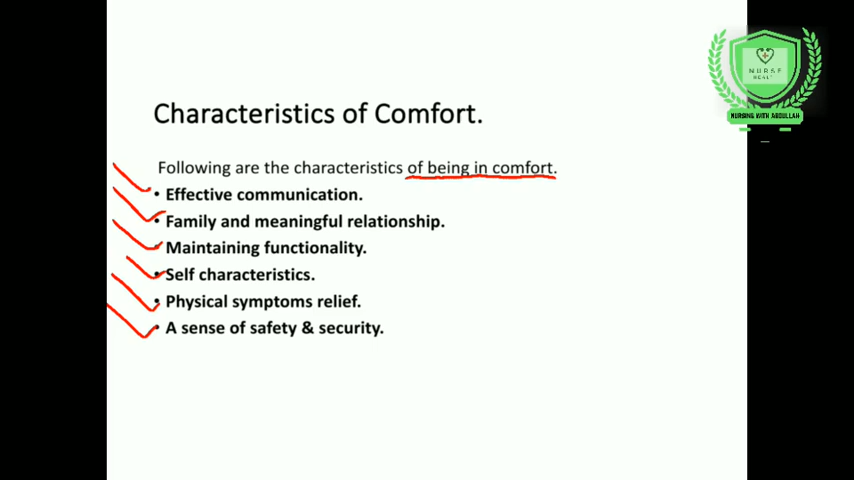 Characteristics of Comfort.
Following are the characteristics of being in comfort.
• Effective communication.
• Family and meaningful relationship.
• Maintaining functionality.
• Self characteristics.
• Physical symptoms relief.
• A sense of safety & security.
NURSE
NURSING WITH ABDULLAH